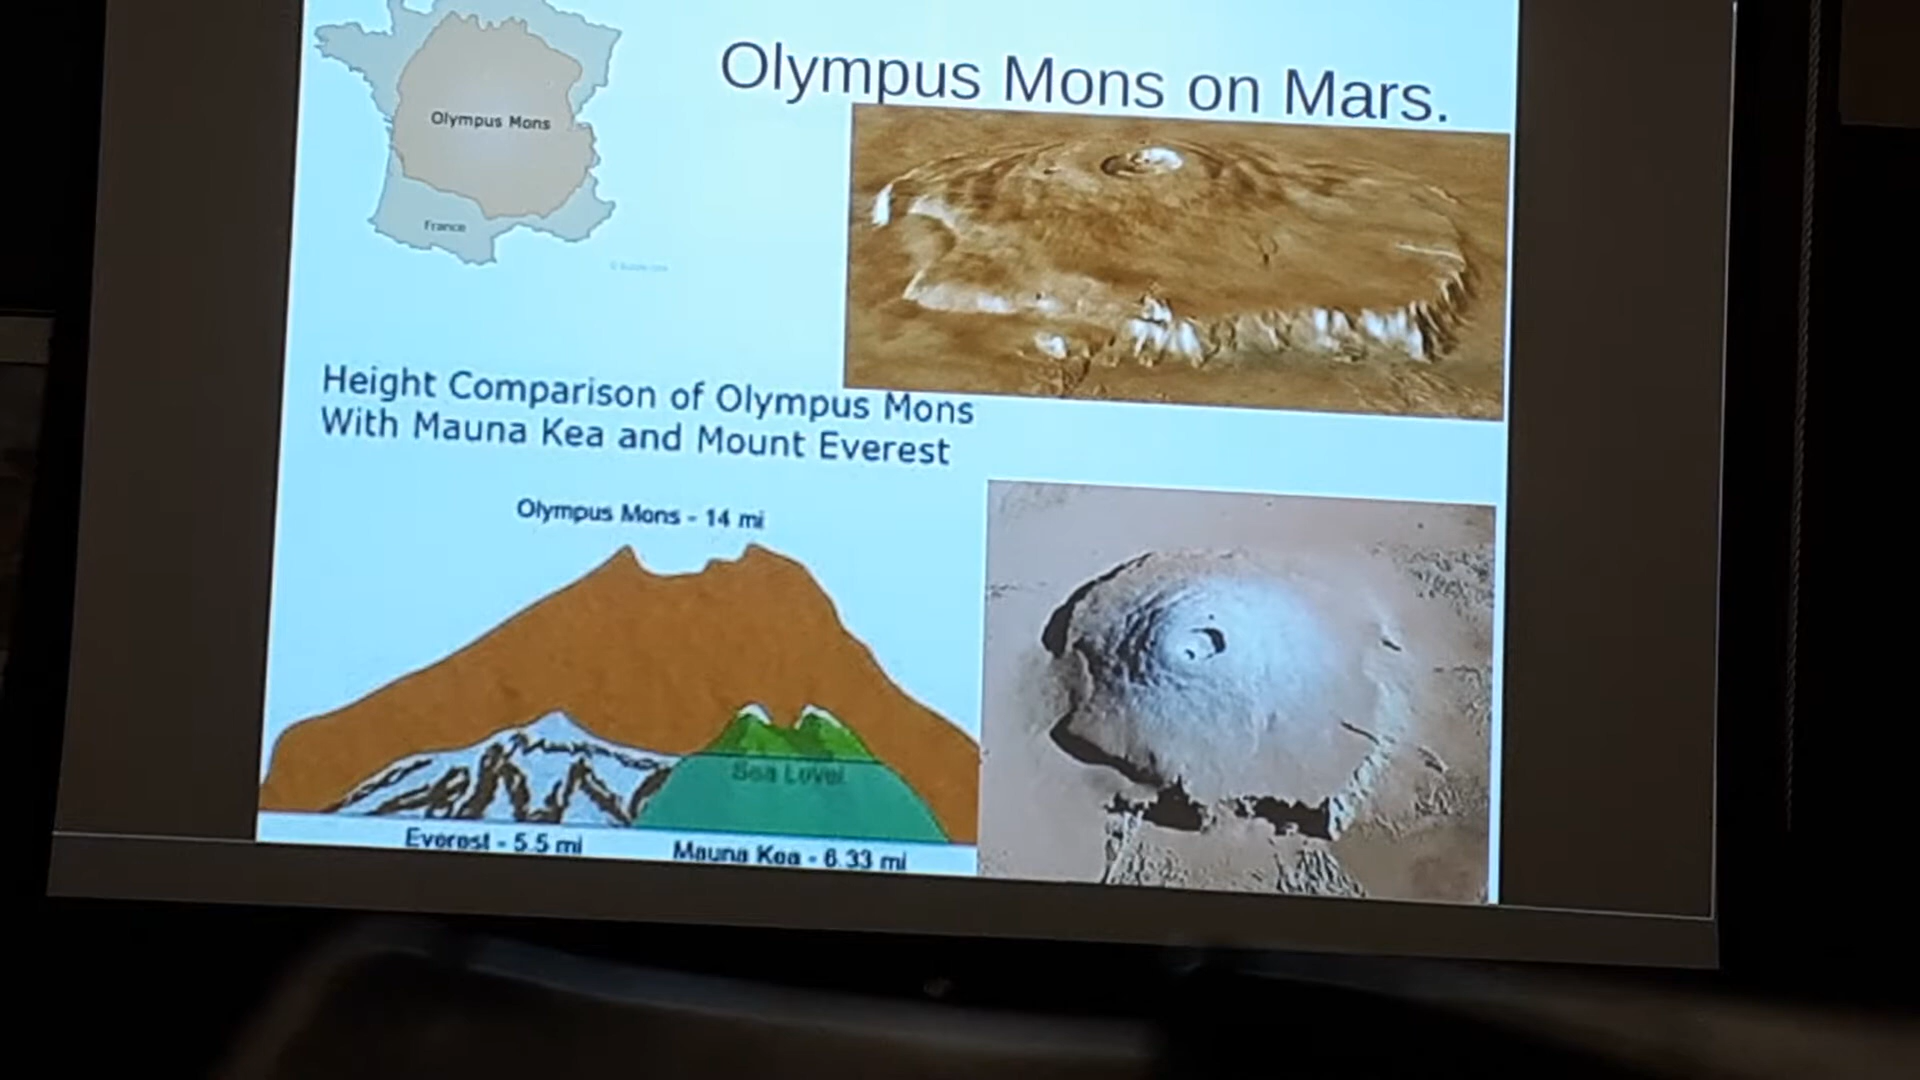 Olympus Mons on Mars.
Olympus Mons
France
Height Comparison of Olympus Mons
With Mauna Kea and Mount Everest
Olympus Mons - 14 mi
Sea Level
Everest - 5.5 mi
Mauna Kea - 6.33 mi